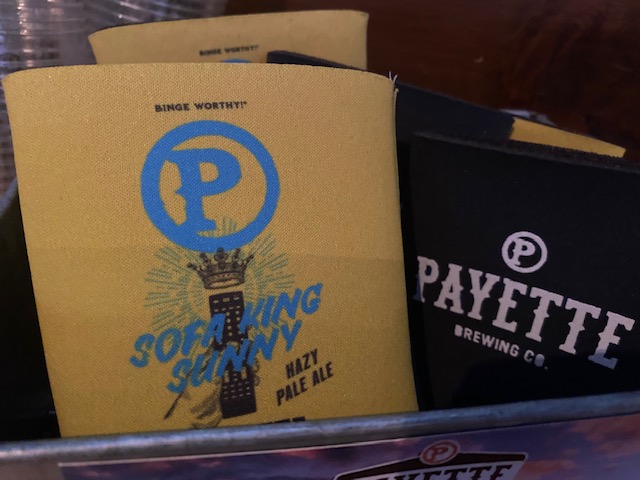 BINGE WORTHY!
BINGE WORTHY!"
P
SOFA KING
SUNNY
HAZY
PALE ALE
P
PAYETTE
BREWING CO.
P
PAYETTE